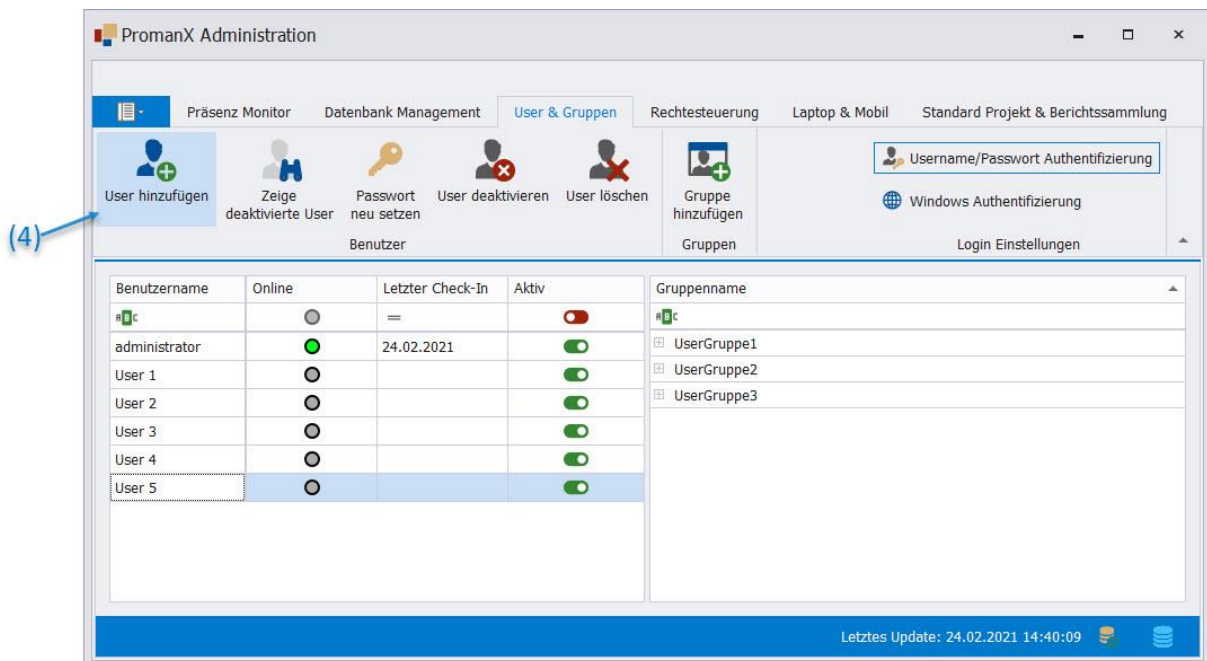 PromanX Administration
Präsenz Monitor
Datenbank Management
User & Gruppen
Rechtesteuerung
Laptop & Mobil
Standard Projekt & Berichtssammlung
User hinzufügen
Zeige
deaktivierte User
Passwort
neu setzen
User deaktivieren
User löschen
Gruppe
hinzufügen
Username/Passwort Authentifizierung
Windows Authentifizierung
Benutzer
Gruppen
Login Einstellungen
(4)
Benutzername Online Letzter Check-In Aktiv
ABC =
administrator 24.02.2021
User 1
User 2
User 3
User 4
User 5
Gruppenname
ABC
UserGruppe1
UserGruppe2
UserGruppe3
Letztes Update: 24.02.2021 14:40:09